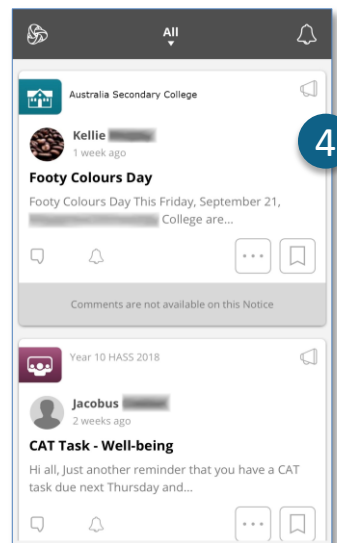 All
Australia Secondary College
Kellie
1 week ago
4
Footy Colours Day
Footy Colours Day This Friday, September 21,
College are...
Comments are not available on this Notice
Year 10 HASS 2018
Jacobus
2 weeks ago
CAT Task - Well-being
Hi all, Just another reminder that you have a CAT
task due next Thursday and...